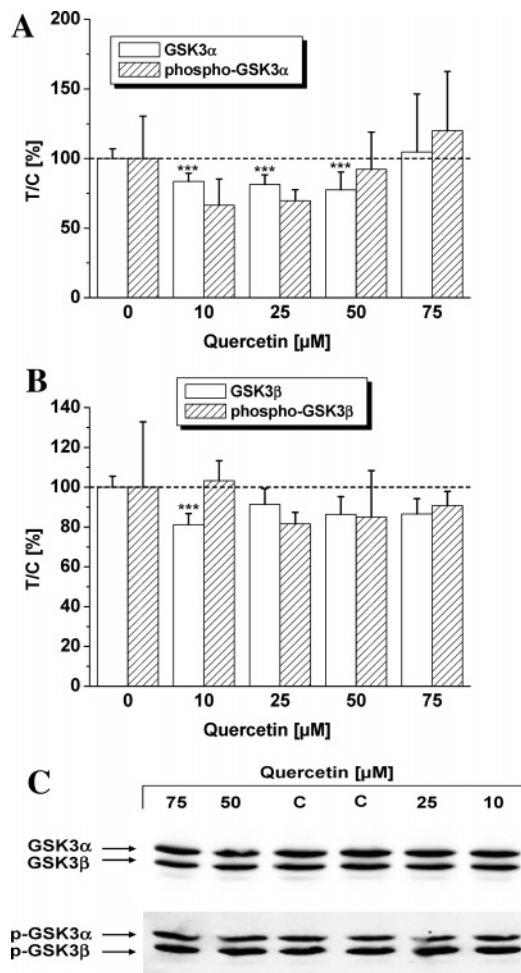 A
200
150
100
50
0
T/C [%]
GSK3α
phospho-GSK3α
*** *** ***
0 10 25 50 75
Quercetin [µM]
B
140
120
100
80
60
40
20
0
T/C [%]
GSK3β
phospho-GSK3β
***
0 10 25 50 75
Quercetin [µM]
C
Quercetin [µM]
75 50 C C 25 10
GSK3α
GSK3β
p-GSK3α
p-GSK3β